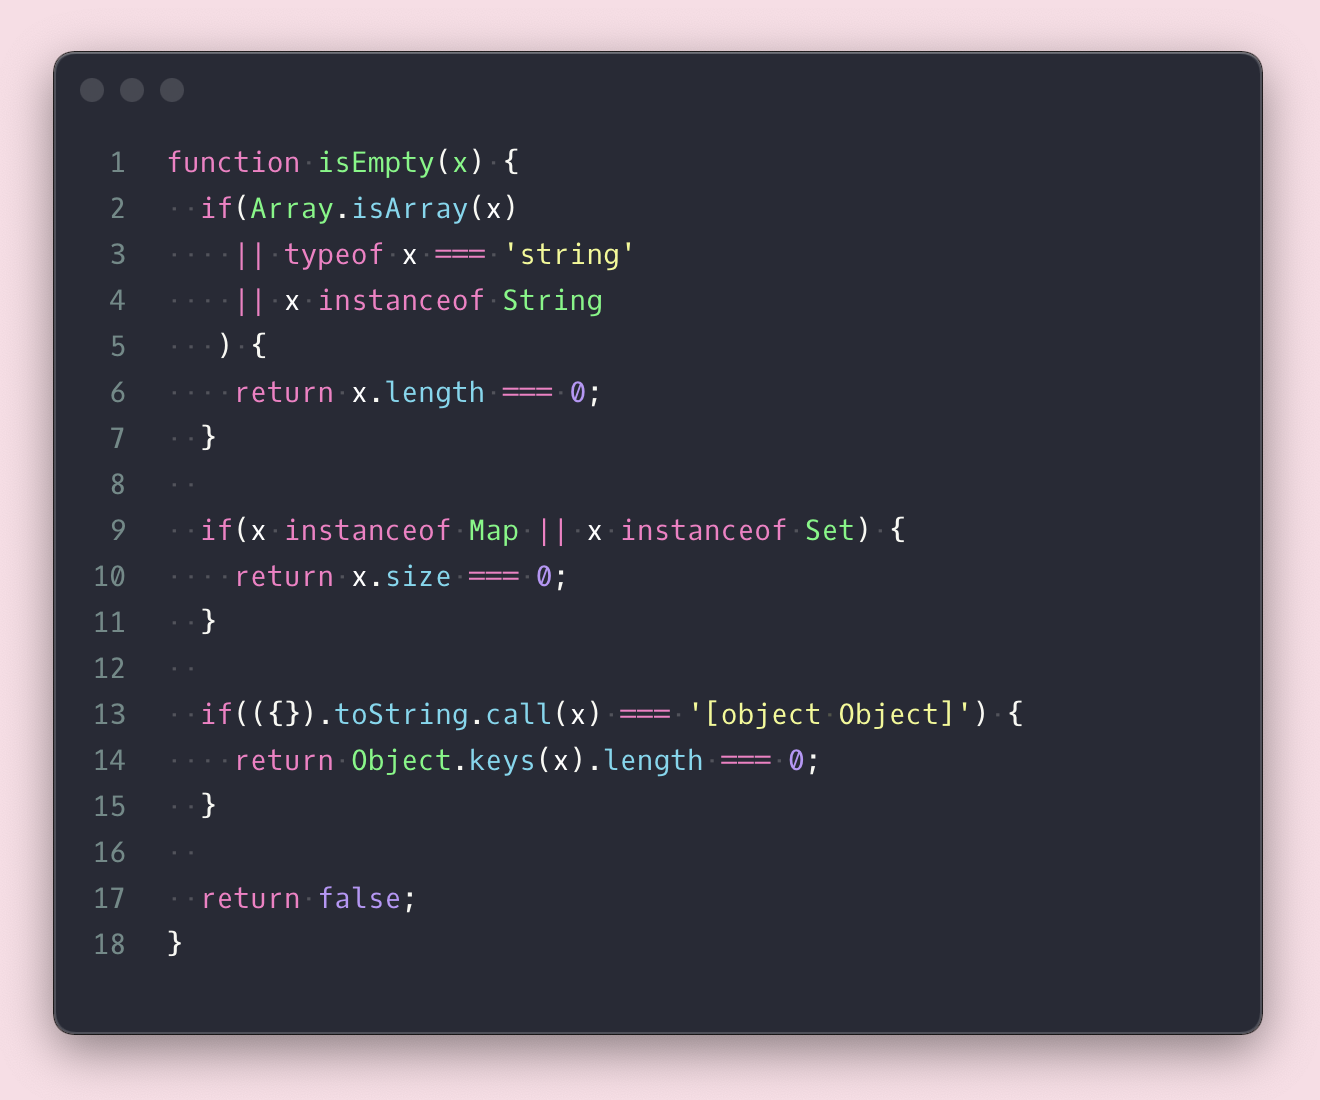 1 function isEmpty(x) {
2   if(Array.isArray(x)
3     || typeof x === 'string'
4     || x instanceof String
5    ) {
6     return x.length === 0;
7   }
8
9   if(x instanceof Map || x instanceof Set) {
10     return x.size === 0;
11   }
12
13   if(({}).toString.call(x) === '[object Object]') {
14     return Object.keys(x).length === 0;
15   }
16
17   return false;
18 }